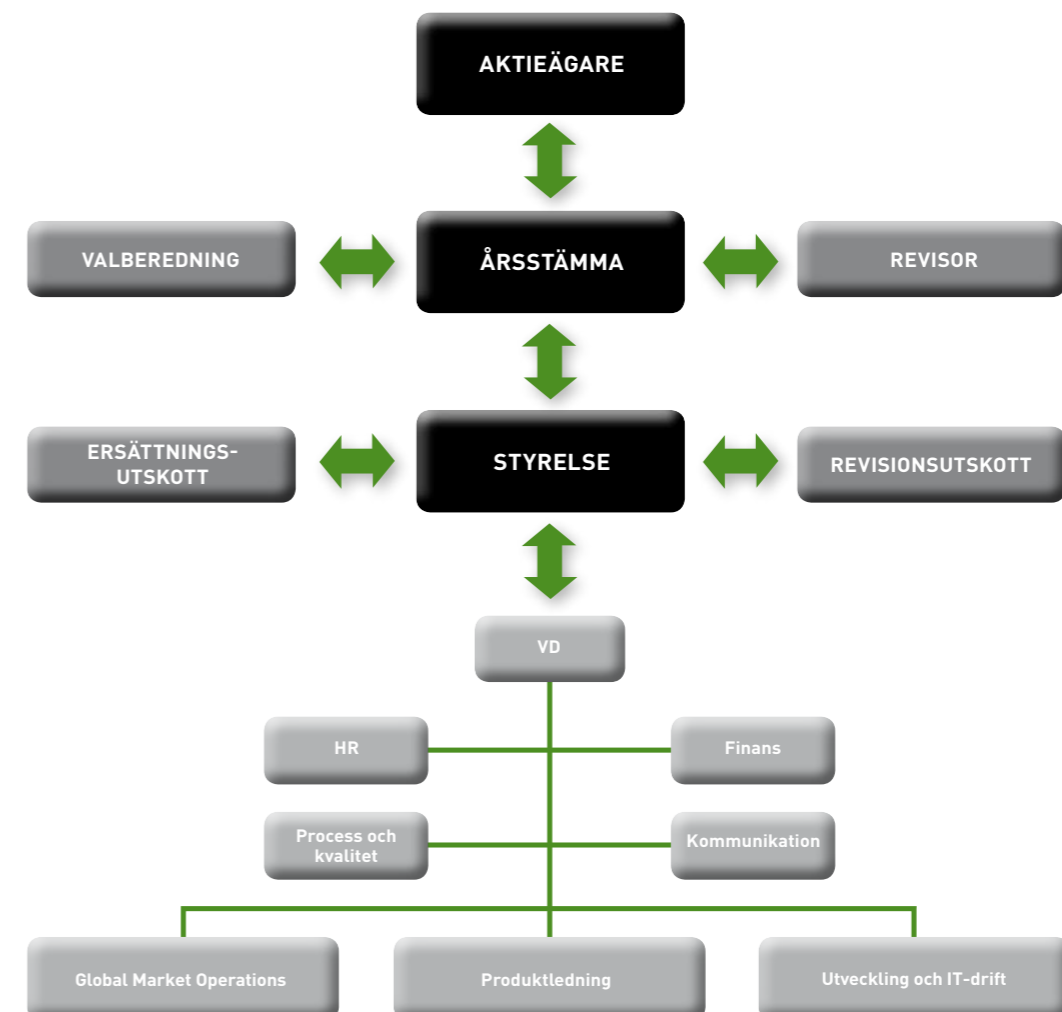 AKTIEÄGARE
VALBEREDNING
ÅRSSTÄMMA
REVISOR
ERSÄTTNINGS-
UTSKOTT
STYRELSE
REVISIONSUTSKOTT
VD
HR
Finans
Process och
kvalitet
Kommunikation
Global Market Operations
Produktledning
Utveckling och IT-drift